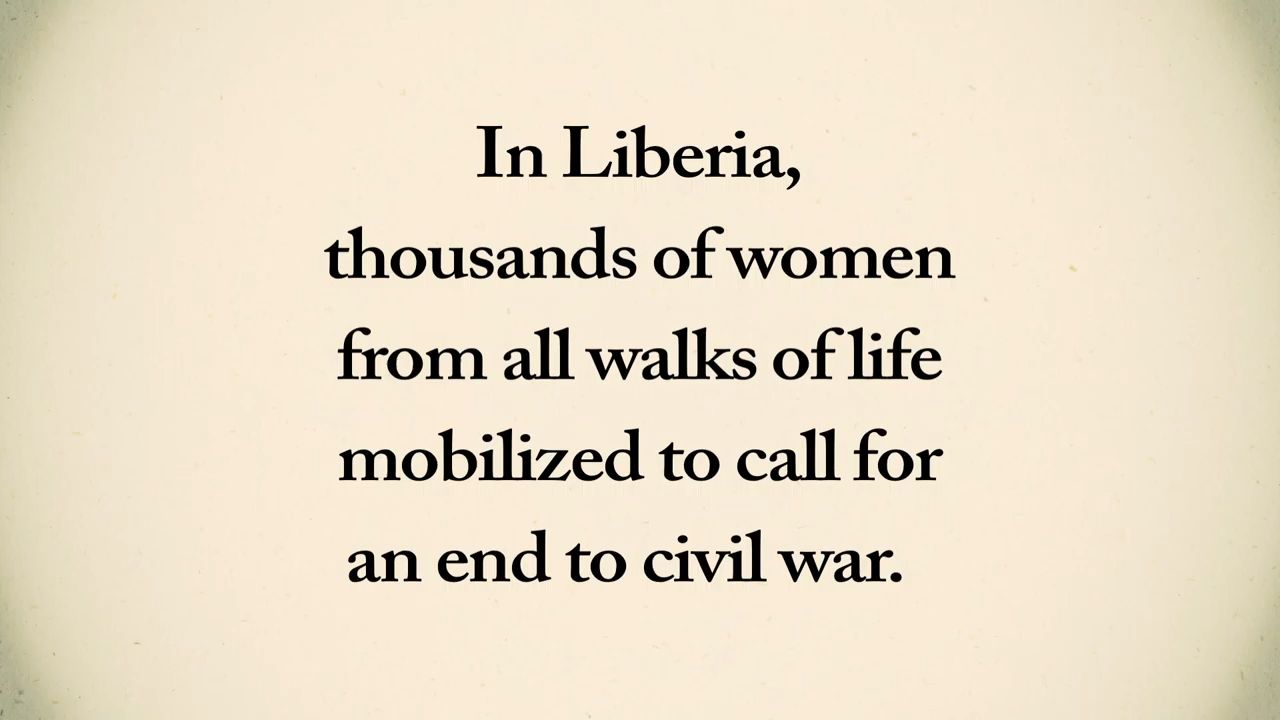 In Liberia,
thousands of women
from all walks of life
mobilized to call for
an end to civil war.